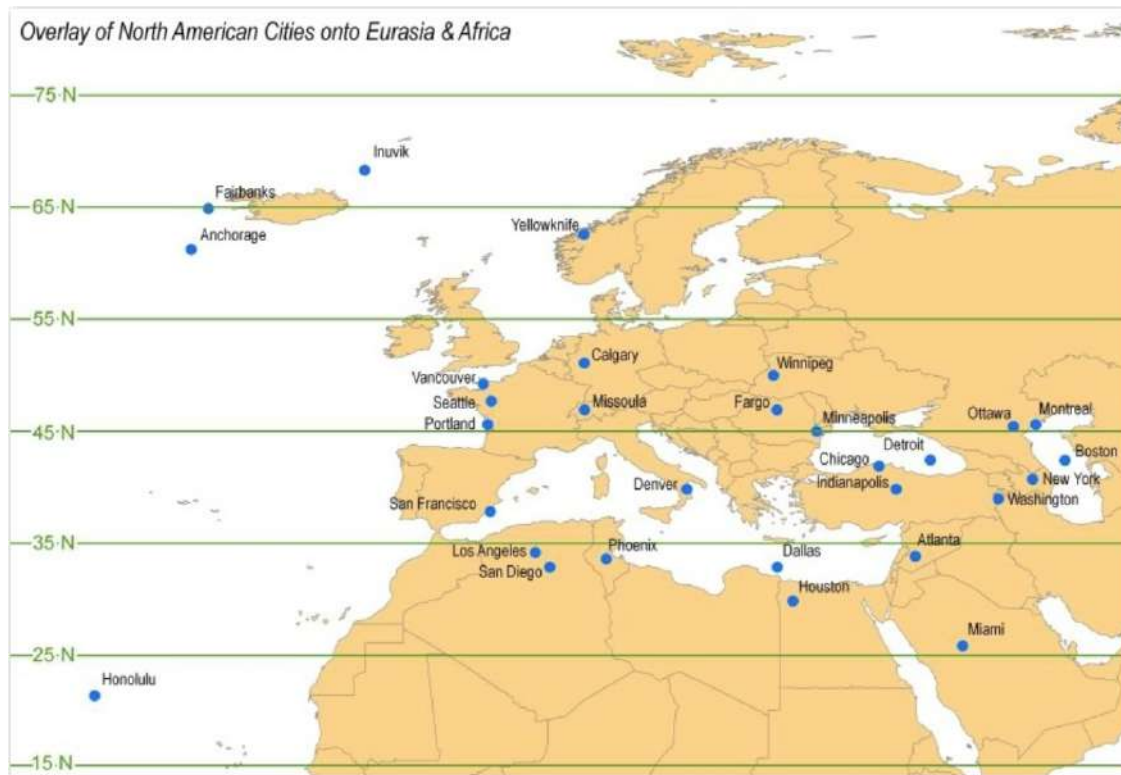 Overlay of North American Cities onto Eurasia & Africa
75·N
Inuvik
Fairbanks
65·N
Yellowknife
Anchorage
55·N
Calgary
Winnipeg
Vancouver
Seattle
Missoula
Fargo
Portland
Minneapolis
Ottawa
Montreal
45·N
Detroit
Boston
Chicago
Denver
Indianapolis
New York
San Francisco
Washington
35·N
Los Angeles
Phoenix
Dallas
Atlanta
San Diego
Houston
Miami
25·N
Honolulu
15·N